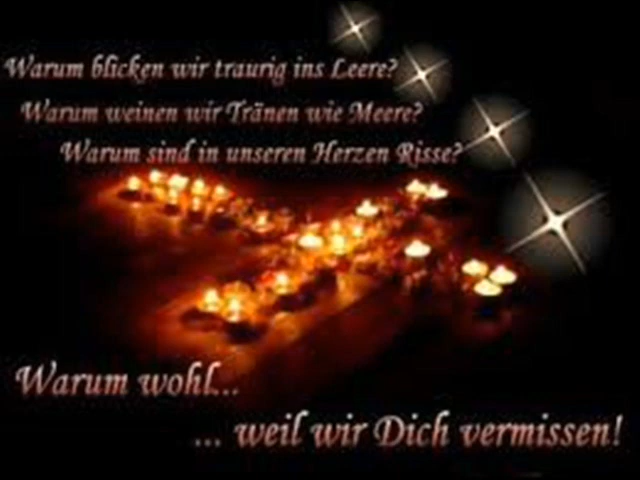 Warum blicken wir traurig ins Leere?
Warum weinen wir Tränen wie Meere?
Warum sind in unseren Herzen Risse?
Warum wohl...
... weil wir Dich vermissen!